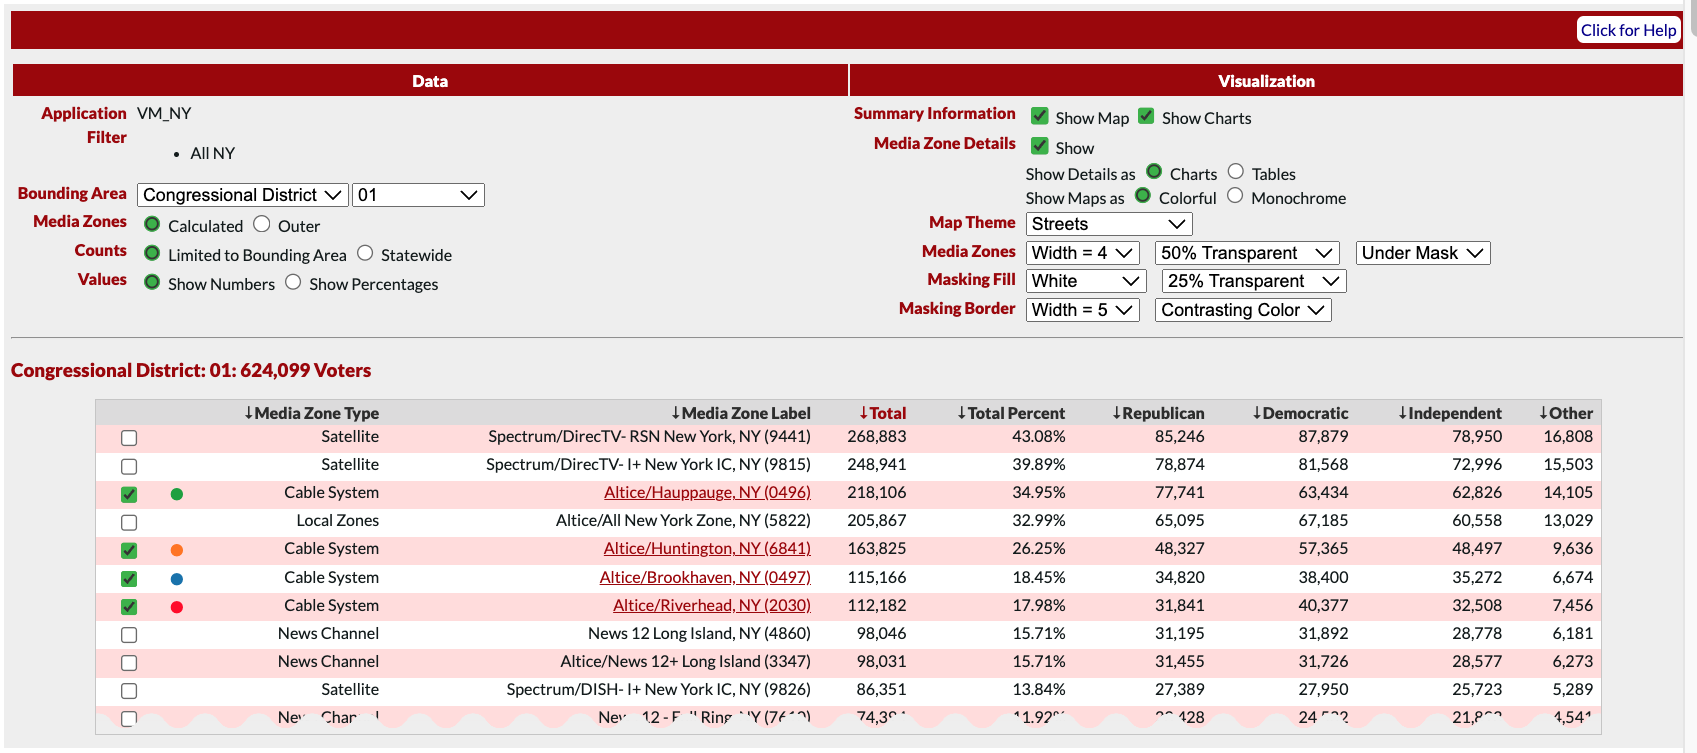 Click for Help
Data
Visualization
Application VM_NY
Filter
• All NY
Bounding Area Congressional District 01
Media Zones Calculated Outer
Counts Limited to Bounding Area Statewide
Values Show Numbers Show Percentages
Summary Information Show Map Show Charts
Media Zone Details Show
Show Details as Charts Tables
Show Maps as Colorful Monochrome
Map Theme Streets
Media Zones Width = 4 50% Transparent Under Mask
Masking Fill White 25% Transparent
Masking Border Width = 5 Contrasting Color
Congressional District: 01: 624,099 Voters
↓Media Zone Type ↓Media Zone Label ↓Total ↓Total Percent ↓Republican ↓Democratic ↓Independent ↓Other
Satellite Spectrum/DirecTV- RSN New York, NY (9441) 268,883 43.08% 85,246 87,879 78,950 16,808
Satellite Spectrum/DirecTV- I+ New York IC, NY (9815) 248,941 39.89% 78,874 81,568 72,996 15,503
Cable System Altice/Hauppauge, NY (0496) 218,106 34.95% 77,741 63,434 62,826 14,105
Local Zones Altice/All New York Zone, NY (5822) 205,867 32.99% 65,095 67,185 60,558 13,029
Cable System Altice/Huntington, NY (6841) 163,825 26.25% 48,327 57,365 48,497 9,636
Cable System Altice/Brookhaven, NY (0497) 115,166 18.45% 34,820 38,400 35,272 6,674
Cable System Altice/Riverhead, NY (2030) 112,182 17.98% 31,841 40,377 32,508 7,456
News Channel News 12 Long Island, NY (4860) 98,046 15.71% 31,195 31,892 28,778 6,181
News Channel Altice/News 12+ Long Island (3347) 98,031 15.71% 31,455 31,726 28,577 6,273
Satellite Spectrum/DISH- I+ New York IC, NY (9826) 86,351 13.84% 27,389 27,950 25,723 5,289
12 - 11.92%